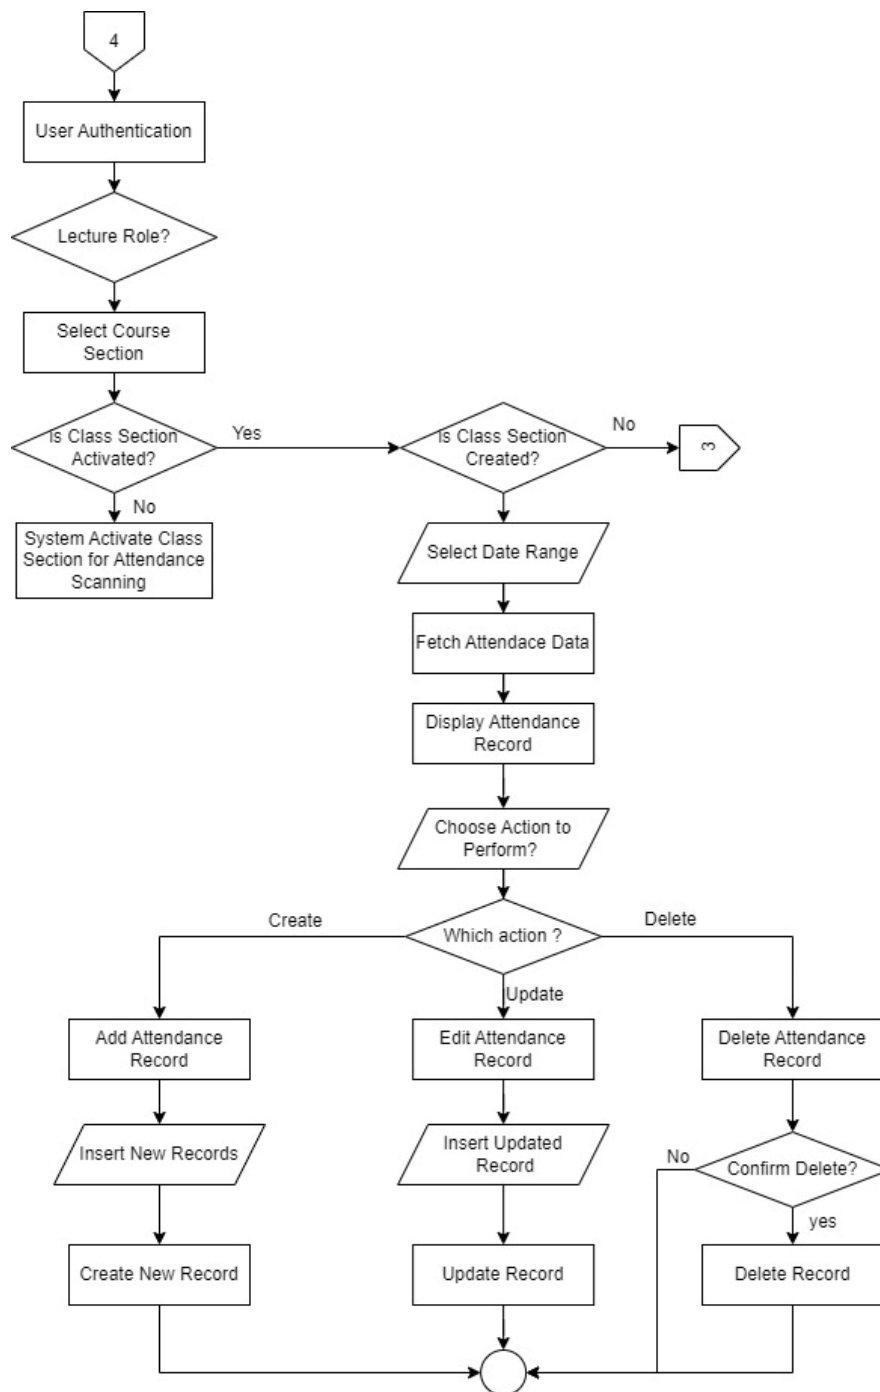 4
User Authentication
Lecture Role?
Select Course
Section
Is Class Section
Activated?
Yes
Is Class Section
Created?
No
3
No
System Activate Class
Section for Attendance
Scanning
Select Date Range
Fetch Attendace Data
Display Attendance
Record
Choose Action to
Perform?
Create
Which action ?
Delete
Update
Add Attendance
Record
Edit Attendance
Record
Delete Attendance
Record
Insert New Records
Insert Updated
Record
No
Confirm Delete?
yes
Create New Record
Update Record
Delete Record